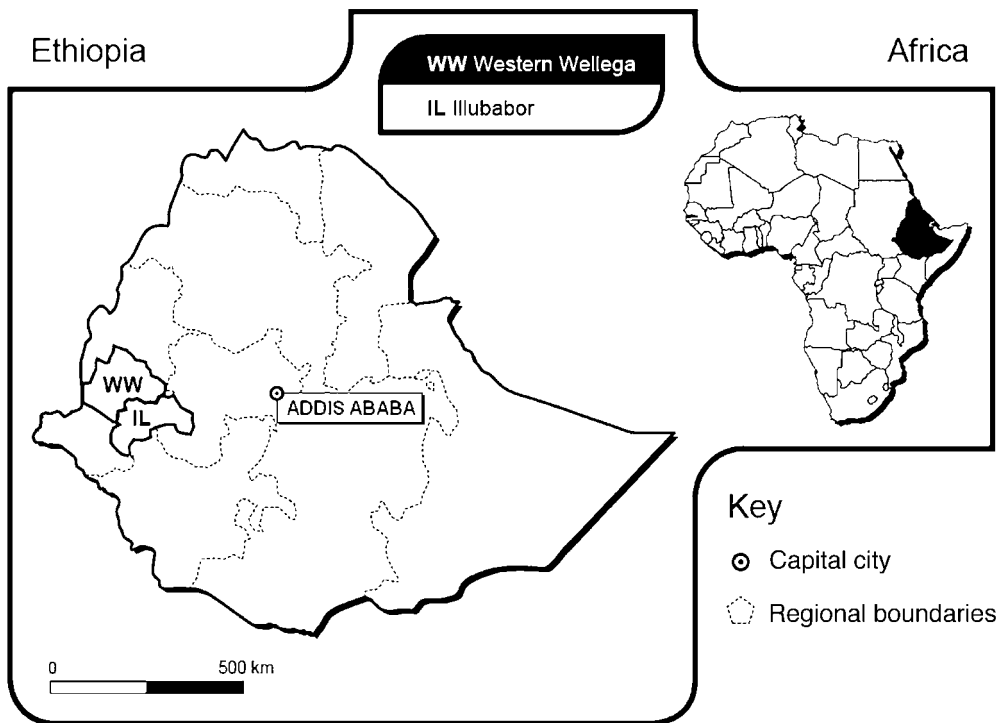 Ethiopia
WW Western Wellega
IL Illubabor
Africa
WW
IL
ADDIS ABABA
Key
Capital city
Regional boundaries
0 500 km